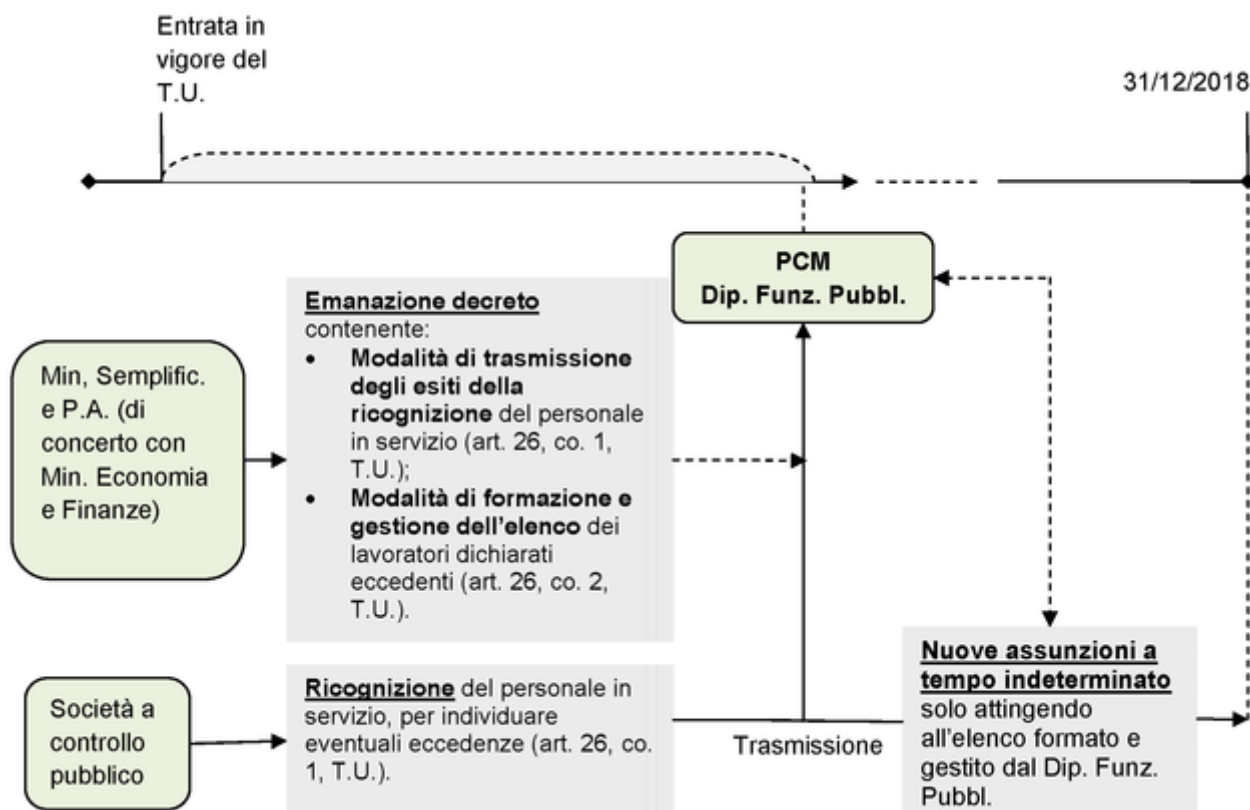 Entrata in
vigore del
T.U.
31/12/2018
PCM
Dip. Funz. Pubbl.
Min, Semplific.
e P.A. (di
concerto con
Min. Economia
e Finanze)
Emanazione decreto
contenente:
• Modalità di trasmissione
degli esiti della
ricognizione del personale
in servizio (art. 26, co. 1,
T.U.);
• Modalità di formazione e
gestione dell'elenco dei
lavoratori dichiarati
eccedenti (art. 26, co. 2,
T.U.).
Società a
controllo
pubblico
Ricognizione del personale in
servizio, per individuare
eventuali eccedenze (art. 26, co.
1, T.U.).
Trasmissione
Nuove assunzioni a
tempo indeterminato
solo attingendo
all'elenco formato e
gestito dal Dip. Funz.
Pubbl.